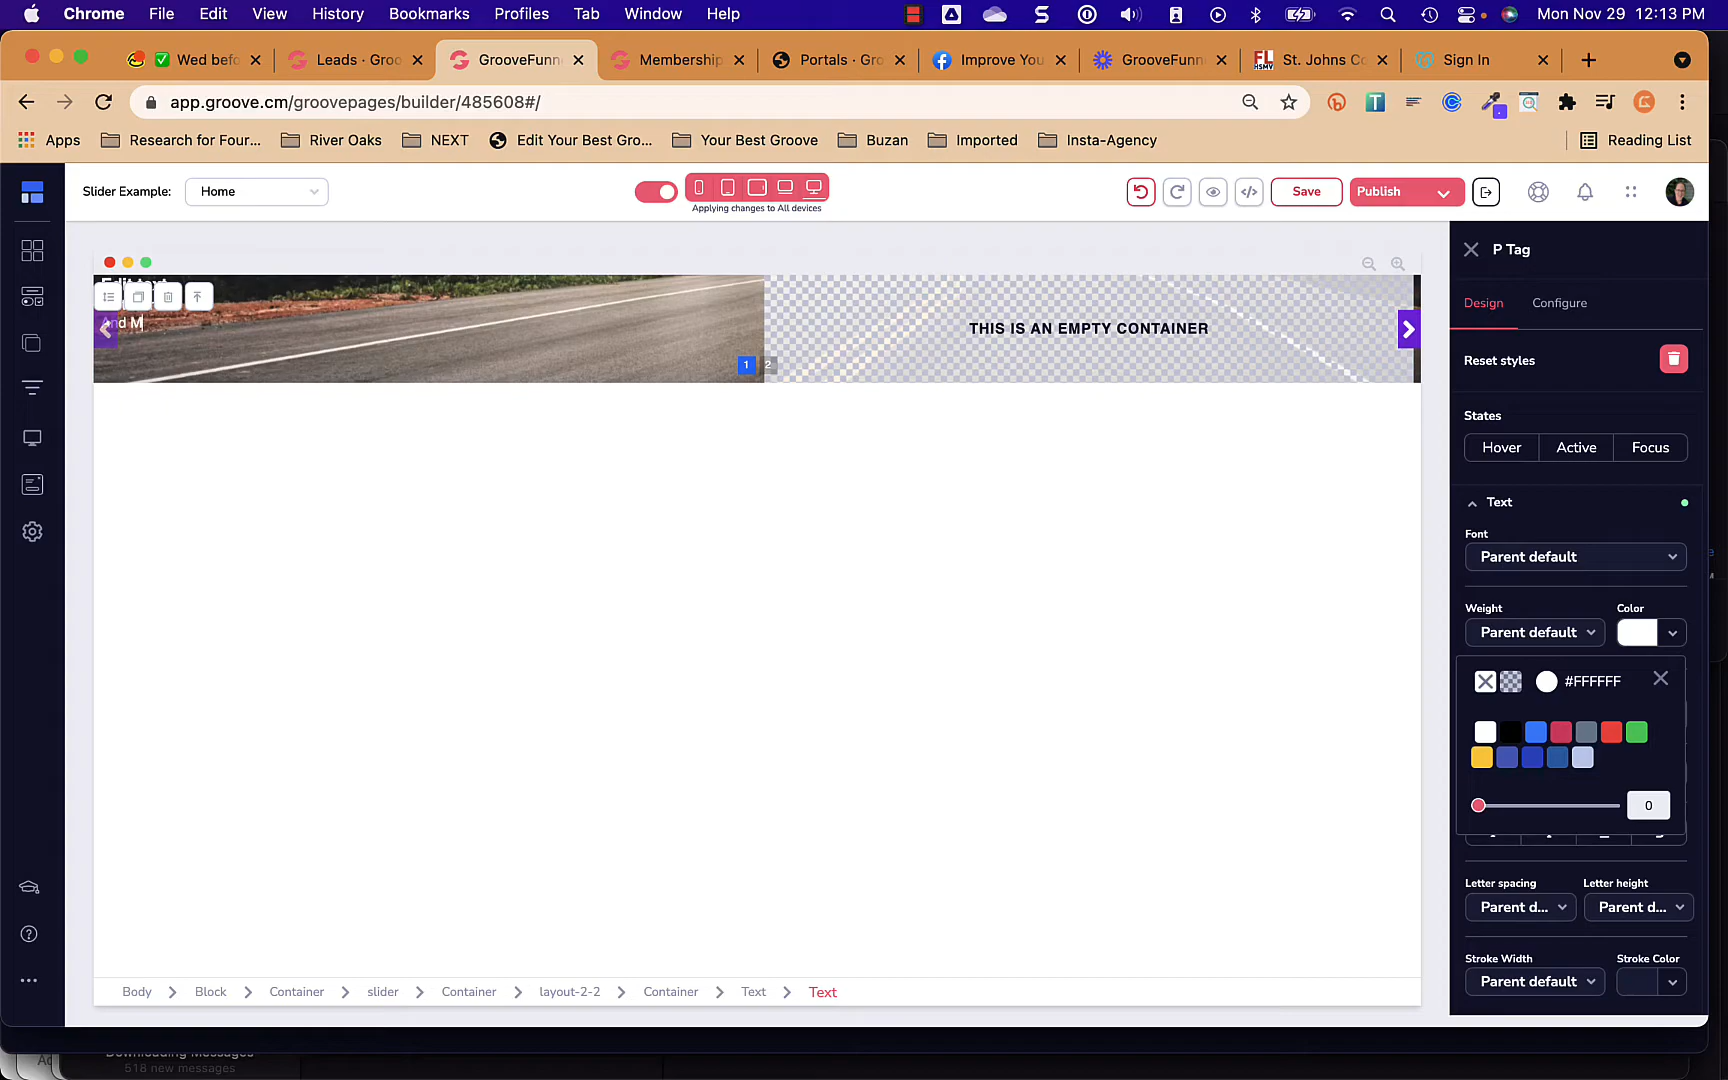 Chrome File Edit View History Bookmarks Profiles Tab Window Help Mon Nov 29 12:13 PM
Wed befo Leads · Groo GrooveFunn Membership Portals · Gro Improve You GrooveFunn St. Johns Co Sign In
app.groove.cm/groovepages/builder/485608#/
Apps Research for Four... River Oaks NEXT Edit Your Best Gro... Your Best Groove Buzan Imported Insta-Agency Reading List
Slider Example: Home Save Publish
Applying changes to All devices
P Tag
Design Configure
Reset styles
States
Hover Active Focus
Text
Font
Parent default
Weight Color
Parent default
#FFFFFF
0
Letter spacing Letter height
Parent d... Parent d...
Stroke Width Stroke Color
Parent default
And M
THIS IS AN EMPTY CONTAINER
1 2
Body Block Container slider Container layout-2-2 Container Text Text
Downloading Messages
518 new messages